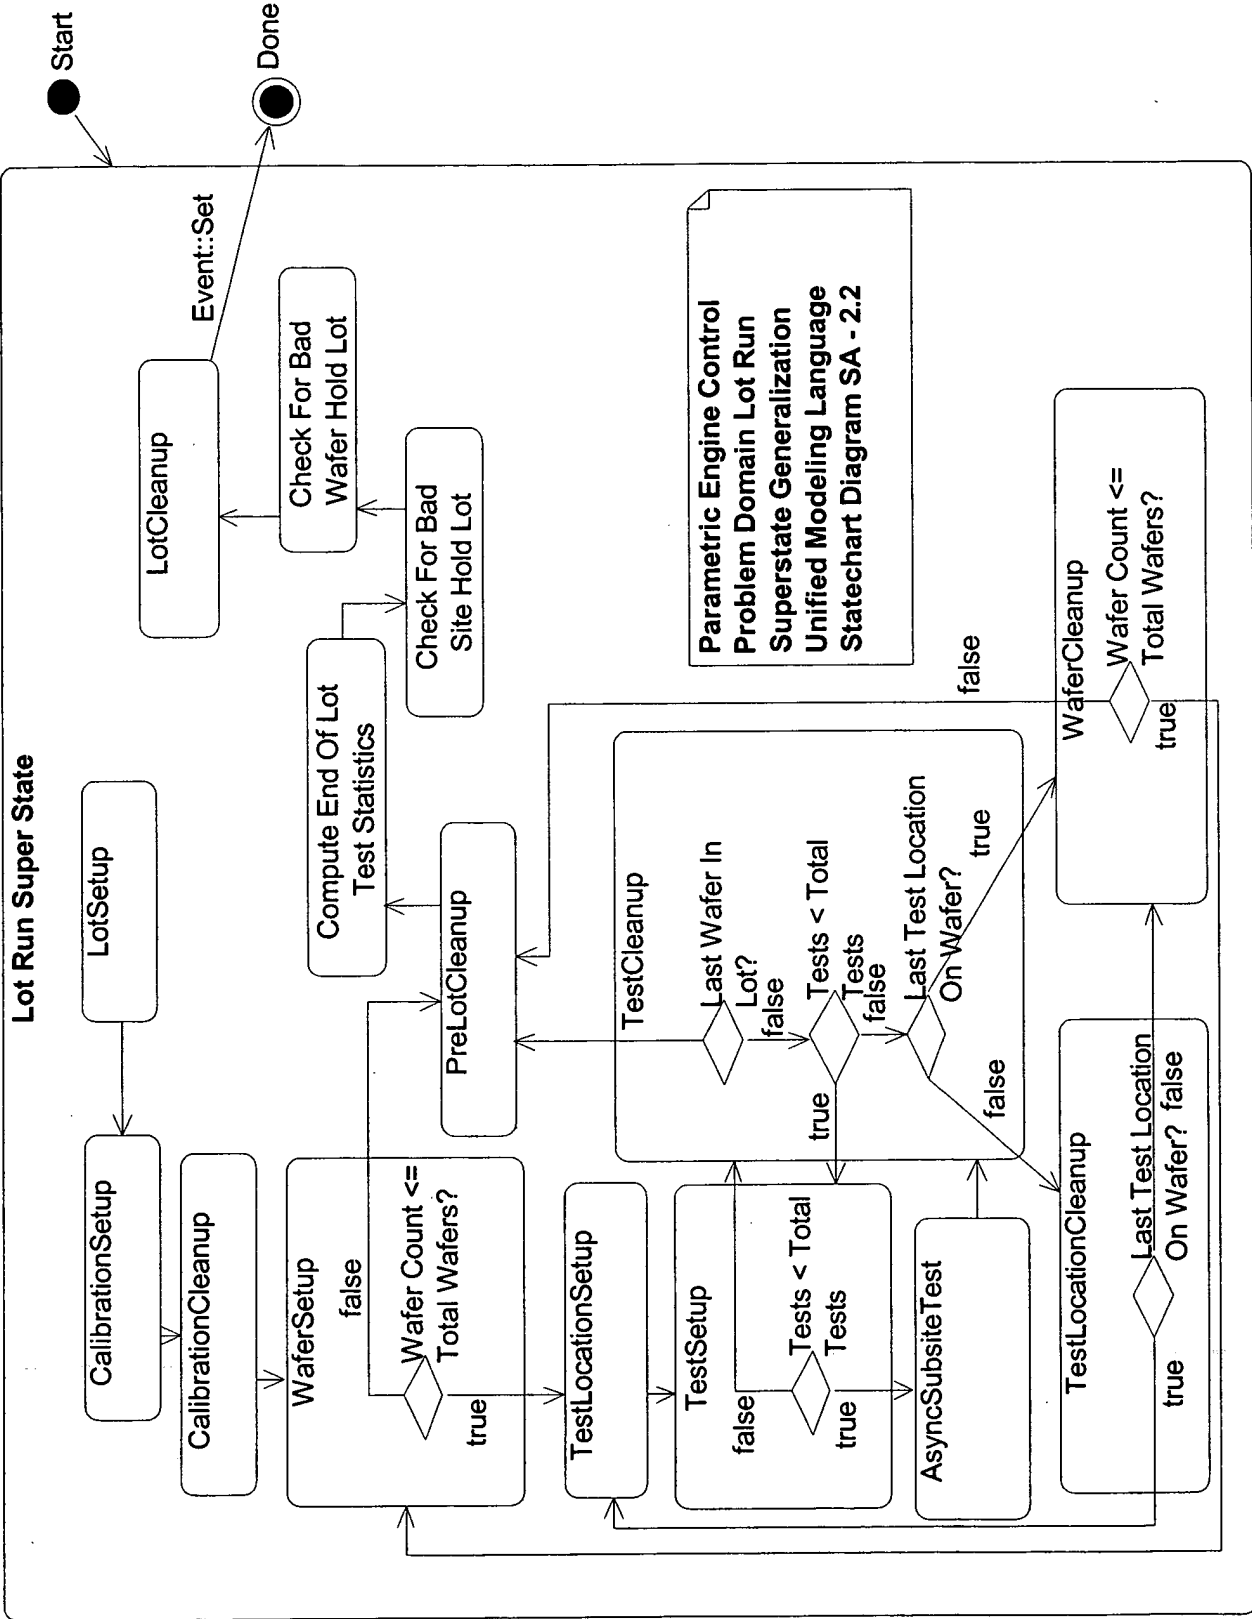 Lot Run Super State
Start
Done
Event::Set
LotSetup
LotCleanup
CalibrationSetup
CalibrationCleanup
Check For Bad
Wafer Hold Lot
Compute End Of Lot
Test Statistics
Check For Bad
Site Hold Lot
WaferSetup
false
Wafer Count <=
Total Wafers?
true
PreLotCleanup
TestLocationSetup
TestSetup
Tests < Total
Tests
false
true
AsyncSubsiteTest
TestCleanup
Last Wafer In
Lot?
false
Tests < Total
Tests
false
true
Last Test Location
On Wafer?
true
false
TestLocationCleanup
Last Test Location
On Wafer? false
true
WaferCleanup
Wafer Count <=
Total Wafers?
true
false
Parametric Engine Control
Problem Domain Lot Run
Superstate Generalization
Unified Modeling Language
Statechart Diagram SA - 2.2